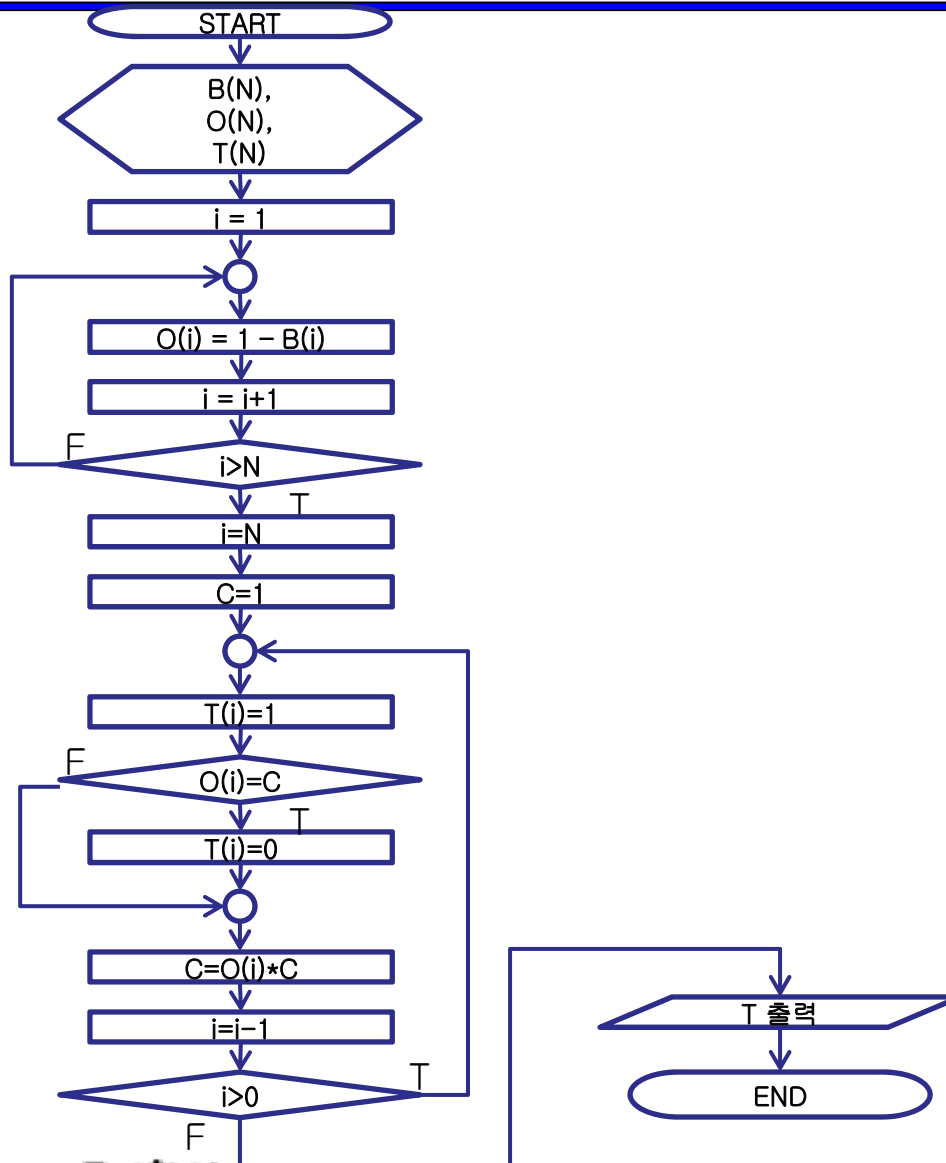 START
B(N),
O(N),
T(N)
i = 1
O(i) = 1 - B(i)
i = i+1
F
i>N
T
i=N
C=1
T(i)=1
F
O(i)=C
T
T(i)=0
C=O(i)*C
i=i-1
T
i>0
F
T 출력
END